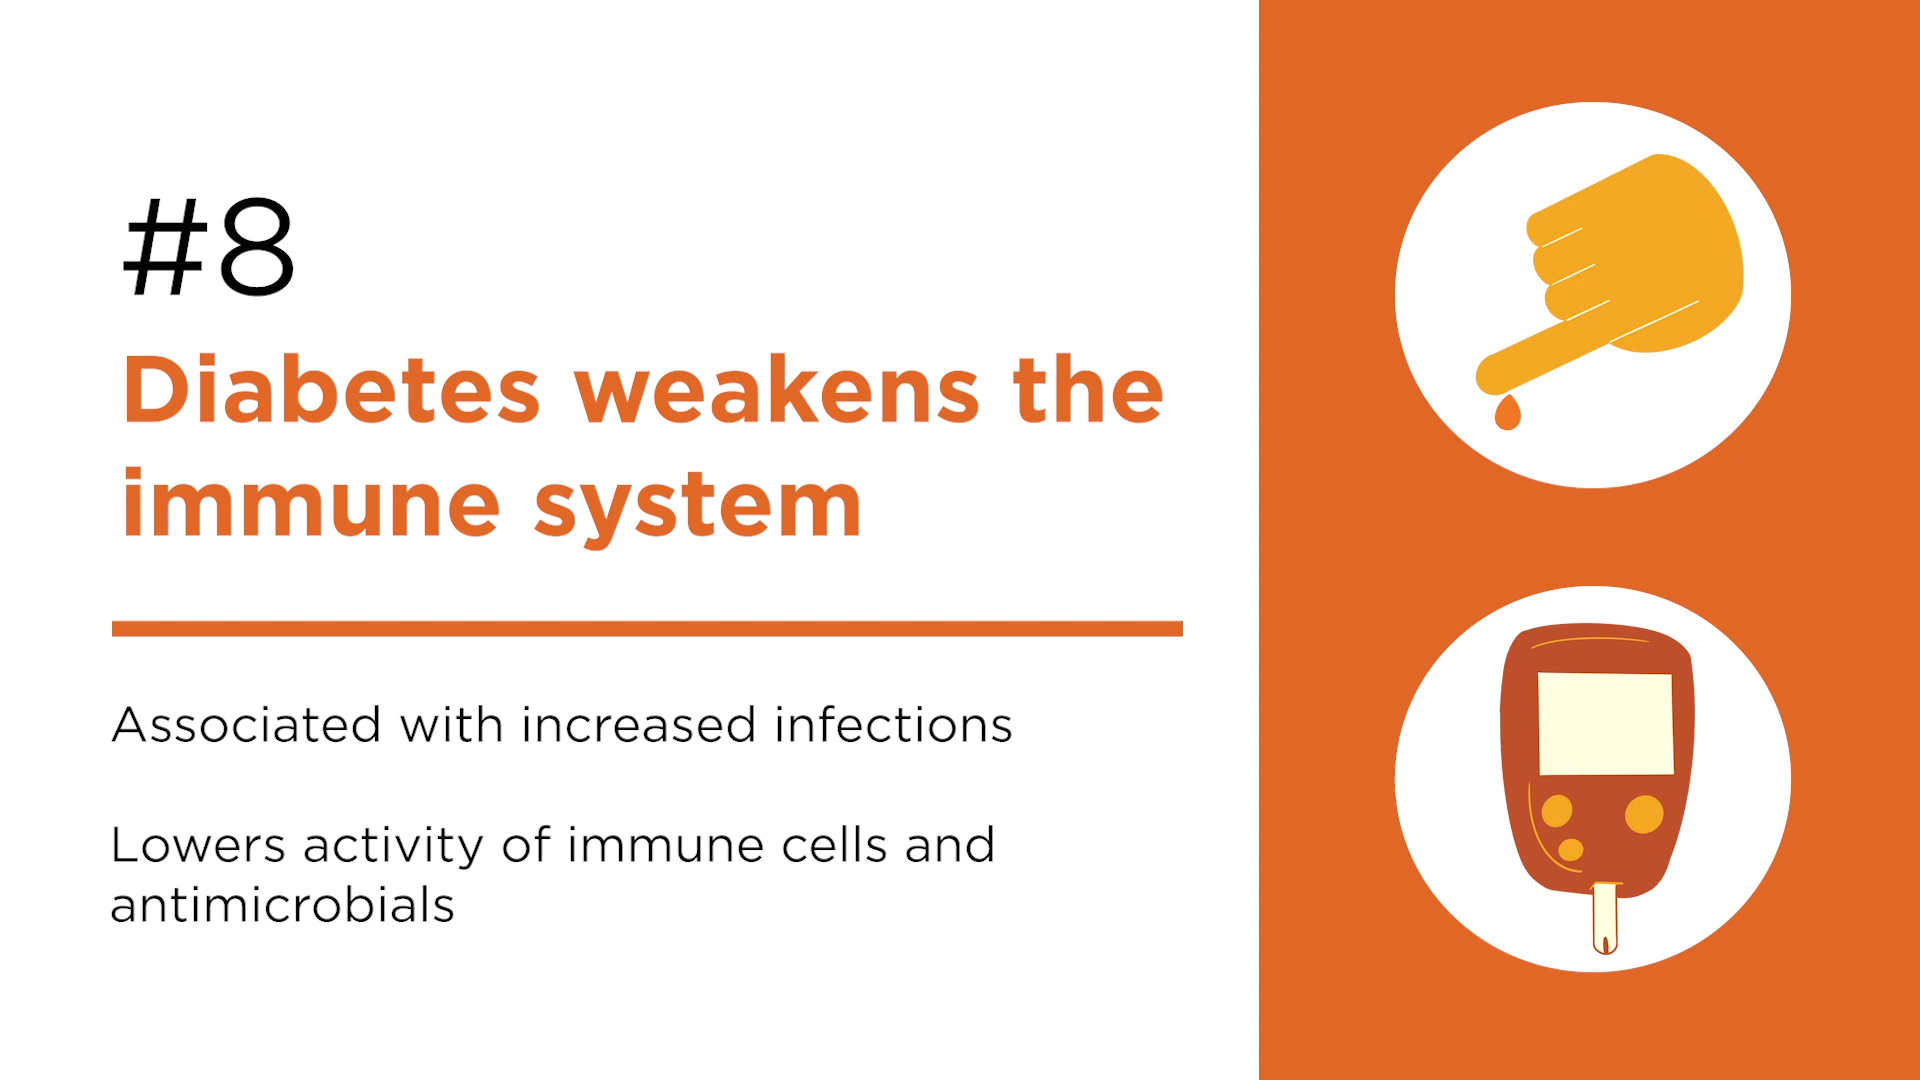 #8
Diabetes weakens the
immune system
Associated with increased infections
Lowers activity of immune cells and
antimicrobials